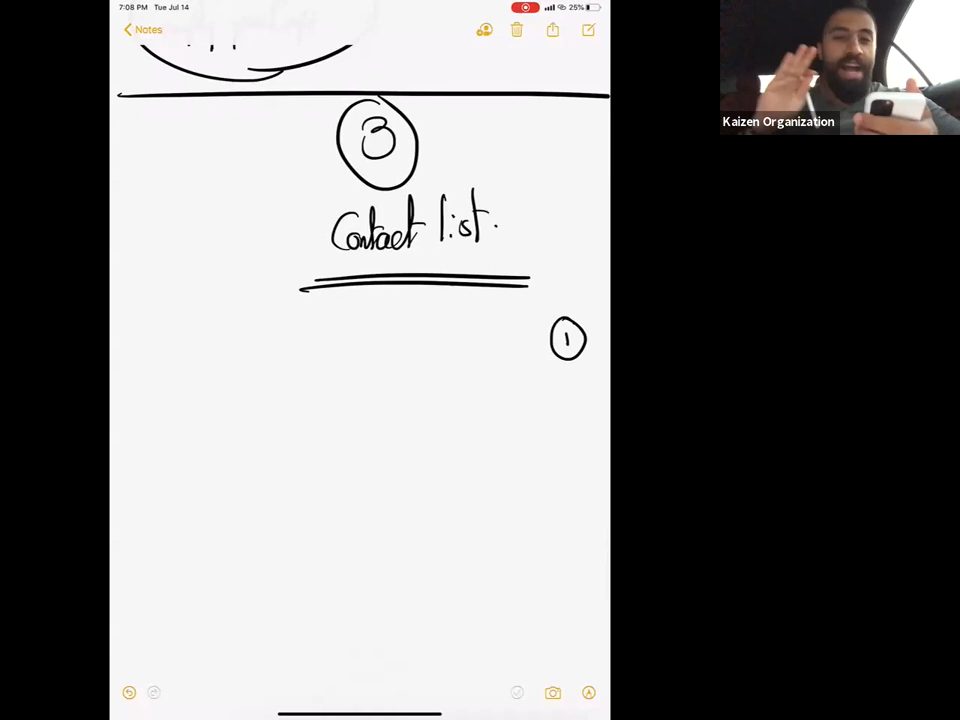 7:08 PM Tue Jul 14
25%
Notes
Kaizen Organization
3
Contact list.
1